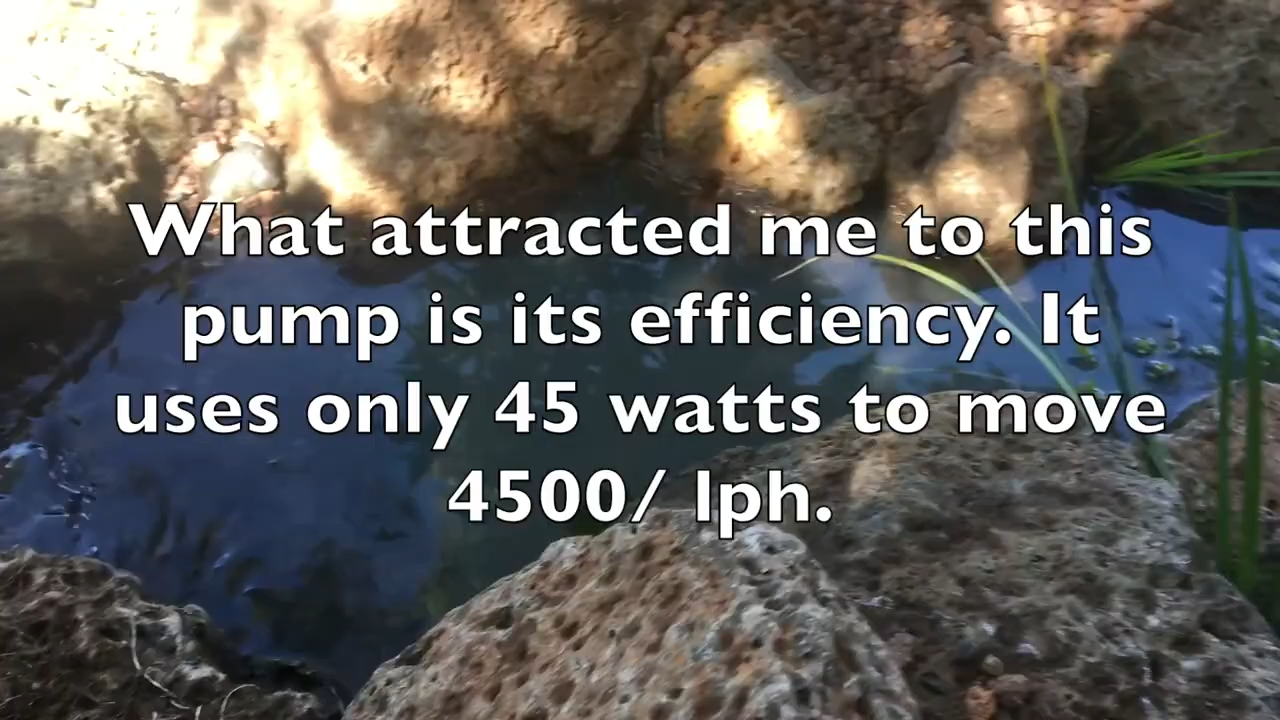 What attracted me to this
pump is its efficiency. It
uses only 45 watts to move
4500/ lph.